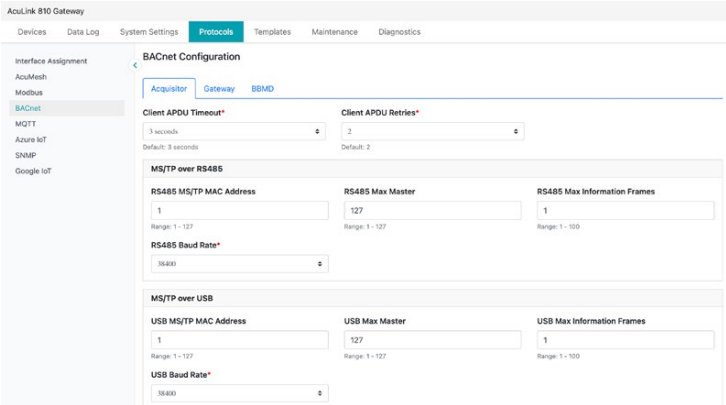 AcuLink 810 Gateway
Devices Data Log System Settings Protocols Templates Maintenance Diagnostics
Interface Assignment
AcuMesh
Modbus
BACnet
MQTT
Azure IoT
SNMP
Google IoT
BACnet Configuration
Acquisitor Gateway BBMD
Client APDU Timeout* Client APDU Retries*
3 seconds 2
Default: 3 seconds Default: 2
MS/TP over RS485
RS485 MS/TP MAC Address RS485 Max Master RS485 Max Information Frames
1 127 1
Range: 1 - 127 Range: 1 - 127 Range: 1 - 100
RS485 Baud Rate*
38400
MS/TP over USB
USB MS/TP MAC Address USB Max Master USB Max Information Frames
1 127 1
Range: 1 - 127 Range: 1 - 127 Range: 1 - 100
USB Baud Rate*
38400